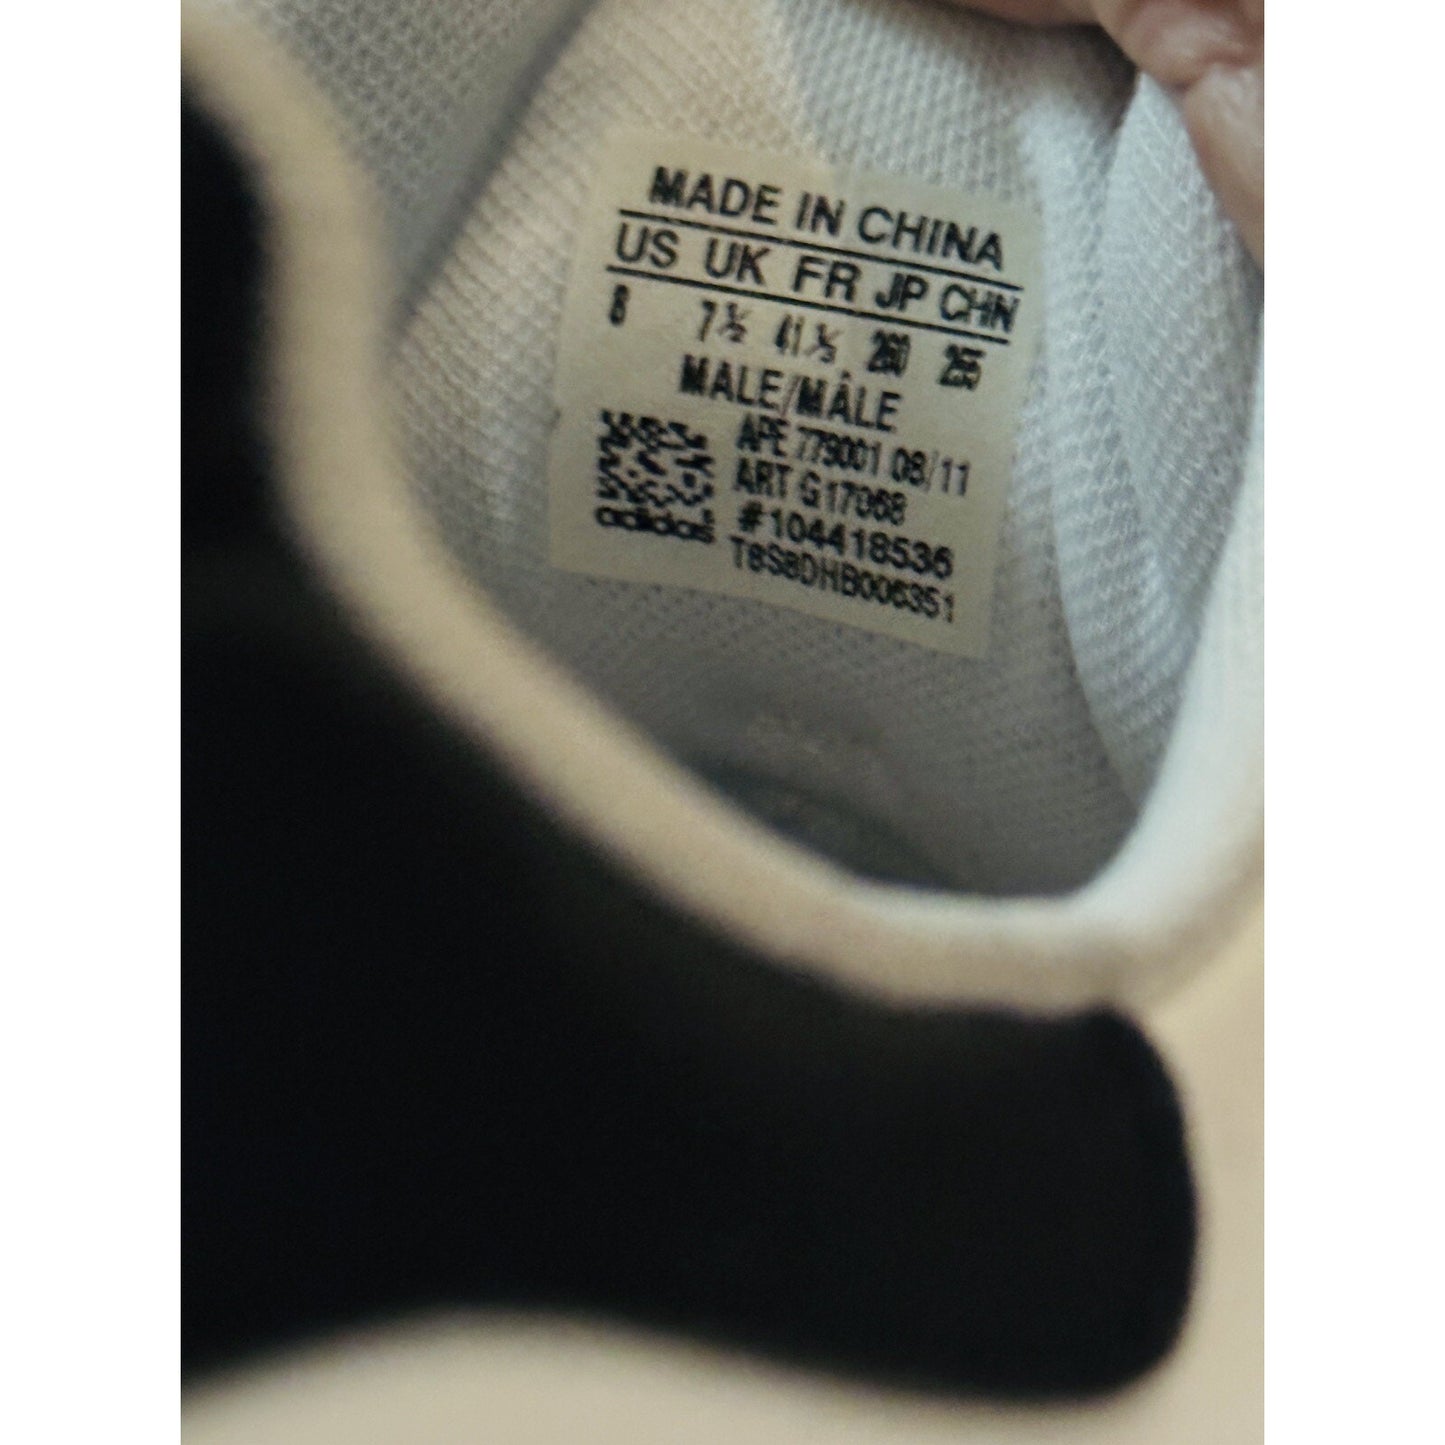 MADE IN CHINA
US UK FR JP CHN
8 7½ 41⅓ 260 255
MALE/MÂLE
APE 779001 08/11
ART G17068
#104418536
adidas
T8S8DHB006351